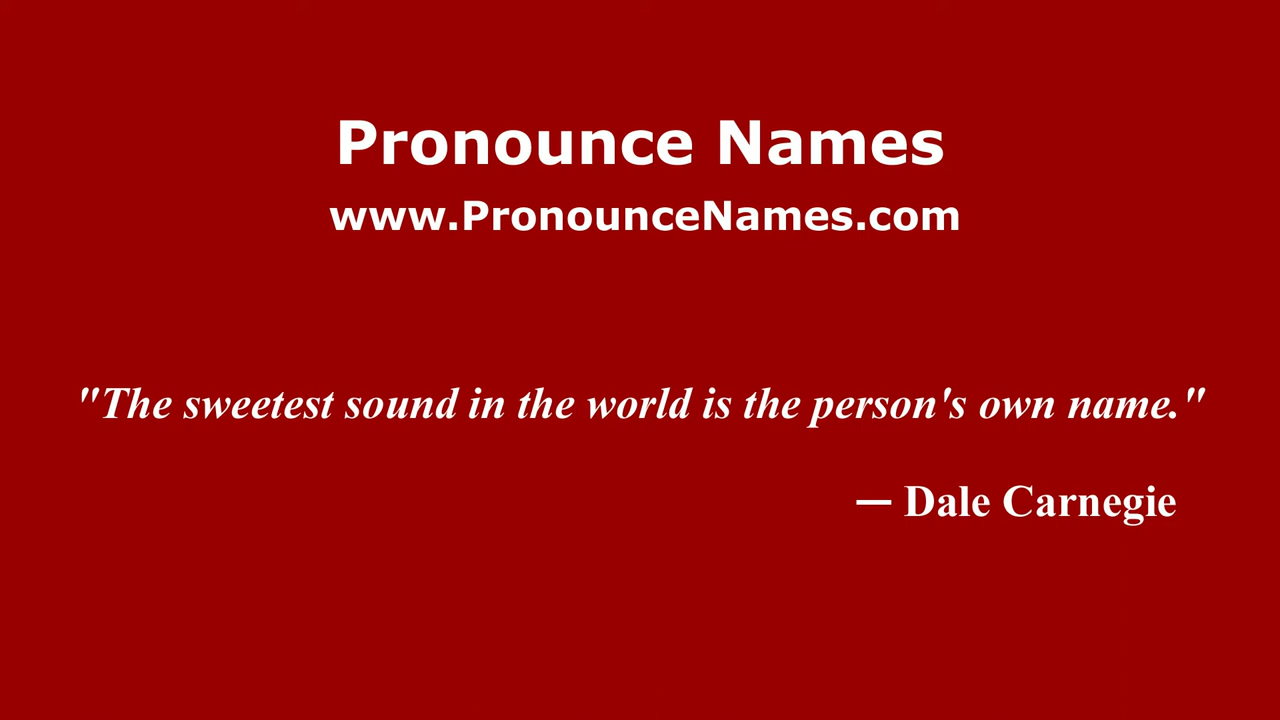 Pronounce Names
www.PronounceNames.com
"The sweetest sound in the world is the person's own name."
— Dale Carnegie